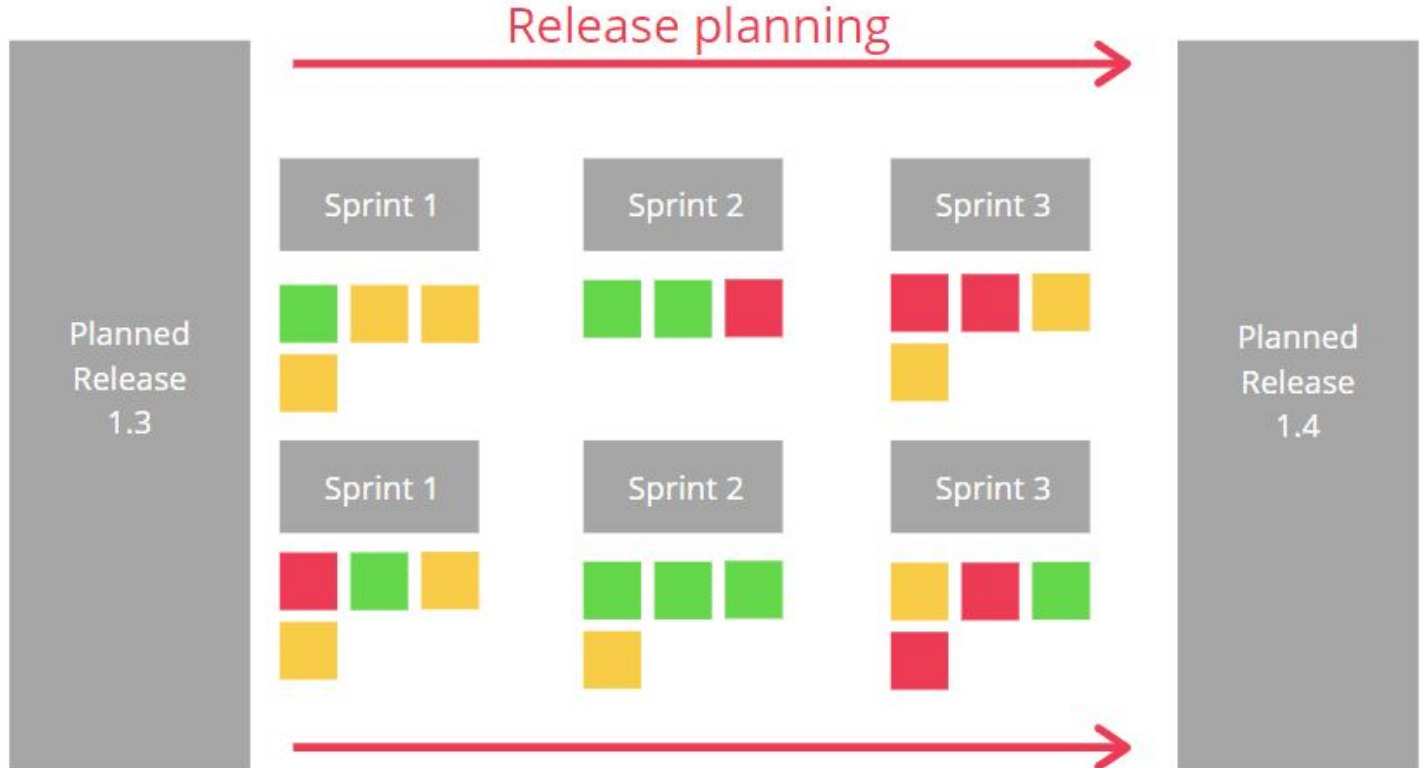 Release planning
Planned
Release
1.3
Sprint 1
Sprint 2
Sprint 3
Sprint 1
Sprint 2
Sprint 3
Planned
Release
1.4